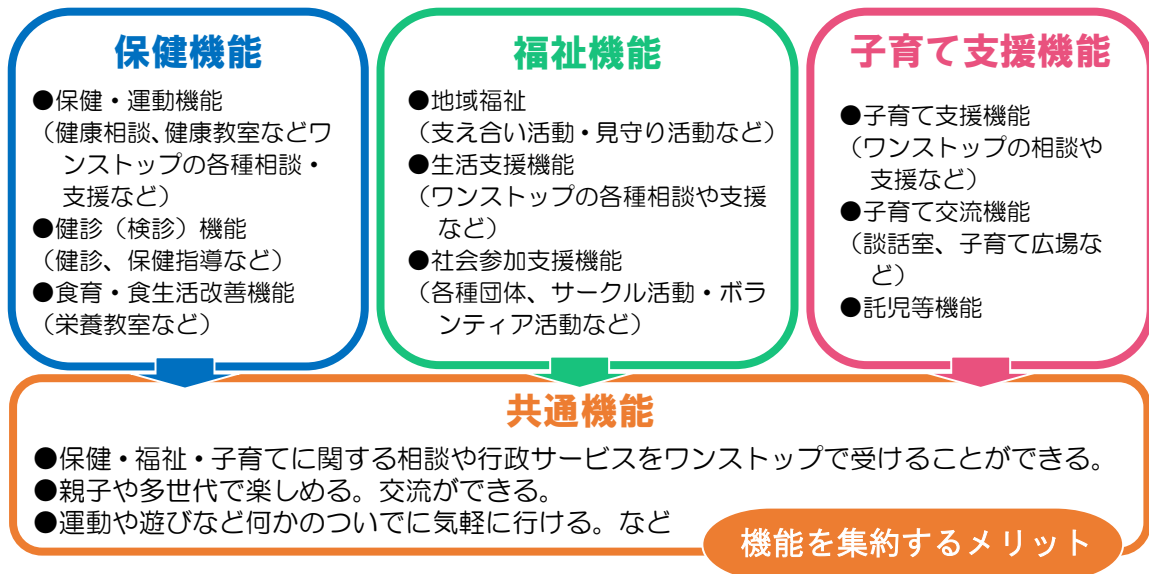 保健機能
●保健・運動機能
（健康相談、健康教室などワ
ンストップの各種相談・
支援など）
●健診（検診）機能
（健診、保健指導など）
●食育・食生活改善機能
（栄養教室など）
福祉機能
●地域福祉
（支え合い活動・見守り活動など）
●生活支援機能
（ワンストップの各種相談や支援
など）
●社会参加支援機能
（各種団体、サークル活動・ボラ
ンティア活動など）
子育て支援機能
●子育て支援機能
（ワンストップの相談や
支援など）
●子育て交流機能
（談話室、子育て広場な
ど）
●託児等機能
共通機能
●保健・福祉・子育てに関する相談や行政サービスをワンストップで受けることができる。
●親子や多世代で楽しめる。交流ができる。
●運動や遊びなど何かのついでに気軽に行ける。など
機能を集約するメリット